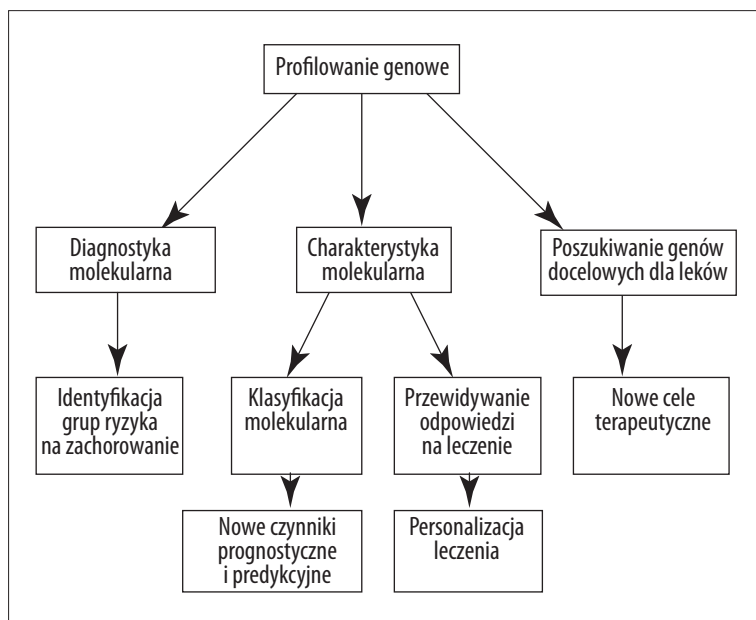 Profilowanie genowe
Diagnostyka
molekularna
Charakterystyka
molekularna
Poszukiwanie genów
docelowych dla leków
Identyfikacja
grup ryzyka
na zachorowanie
Klasyfikacja
molekularna
Przewidywanie
odpowiedzi
na leczenie
Nowe cele
terapeutyczne
Nowe czynniki
prognostyczne
i predykcyjne
Personalizacja
leczenia